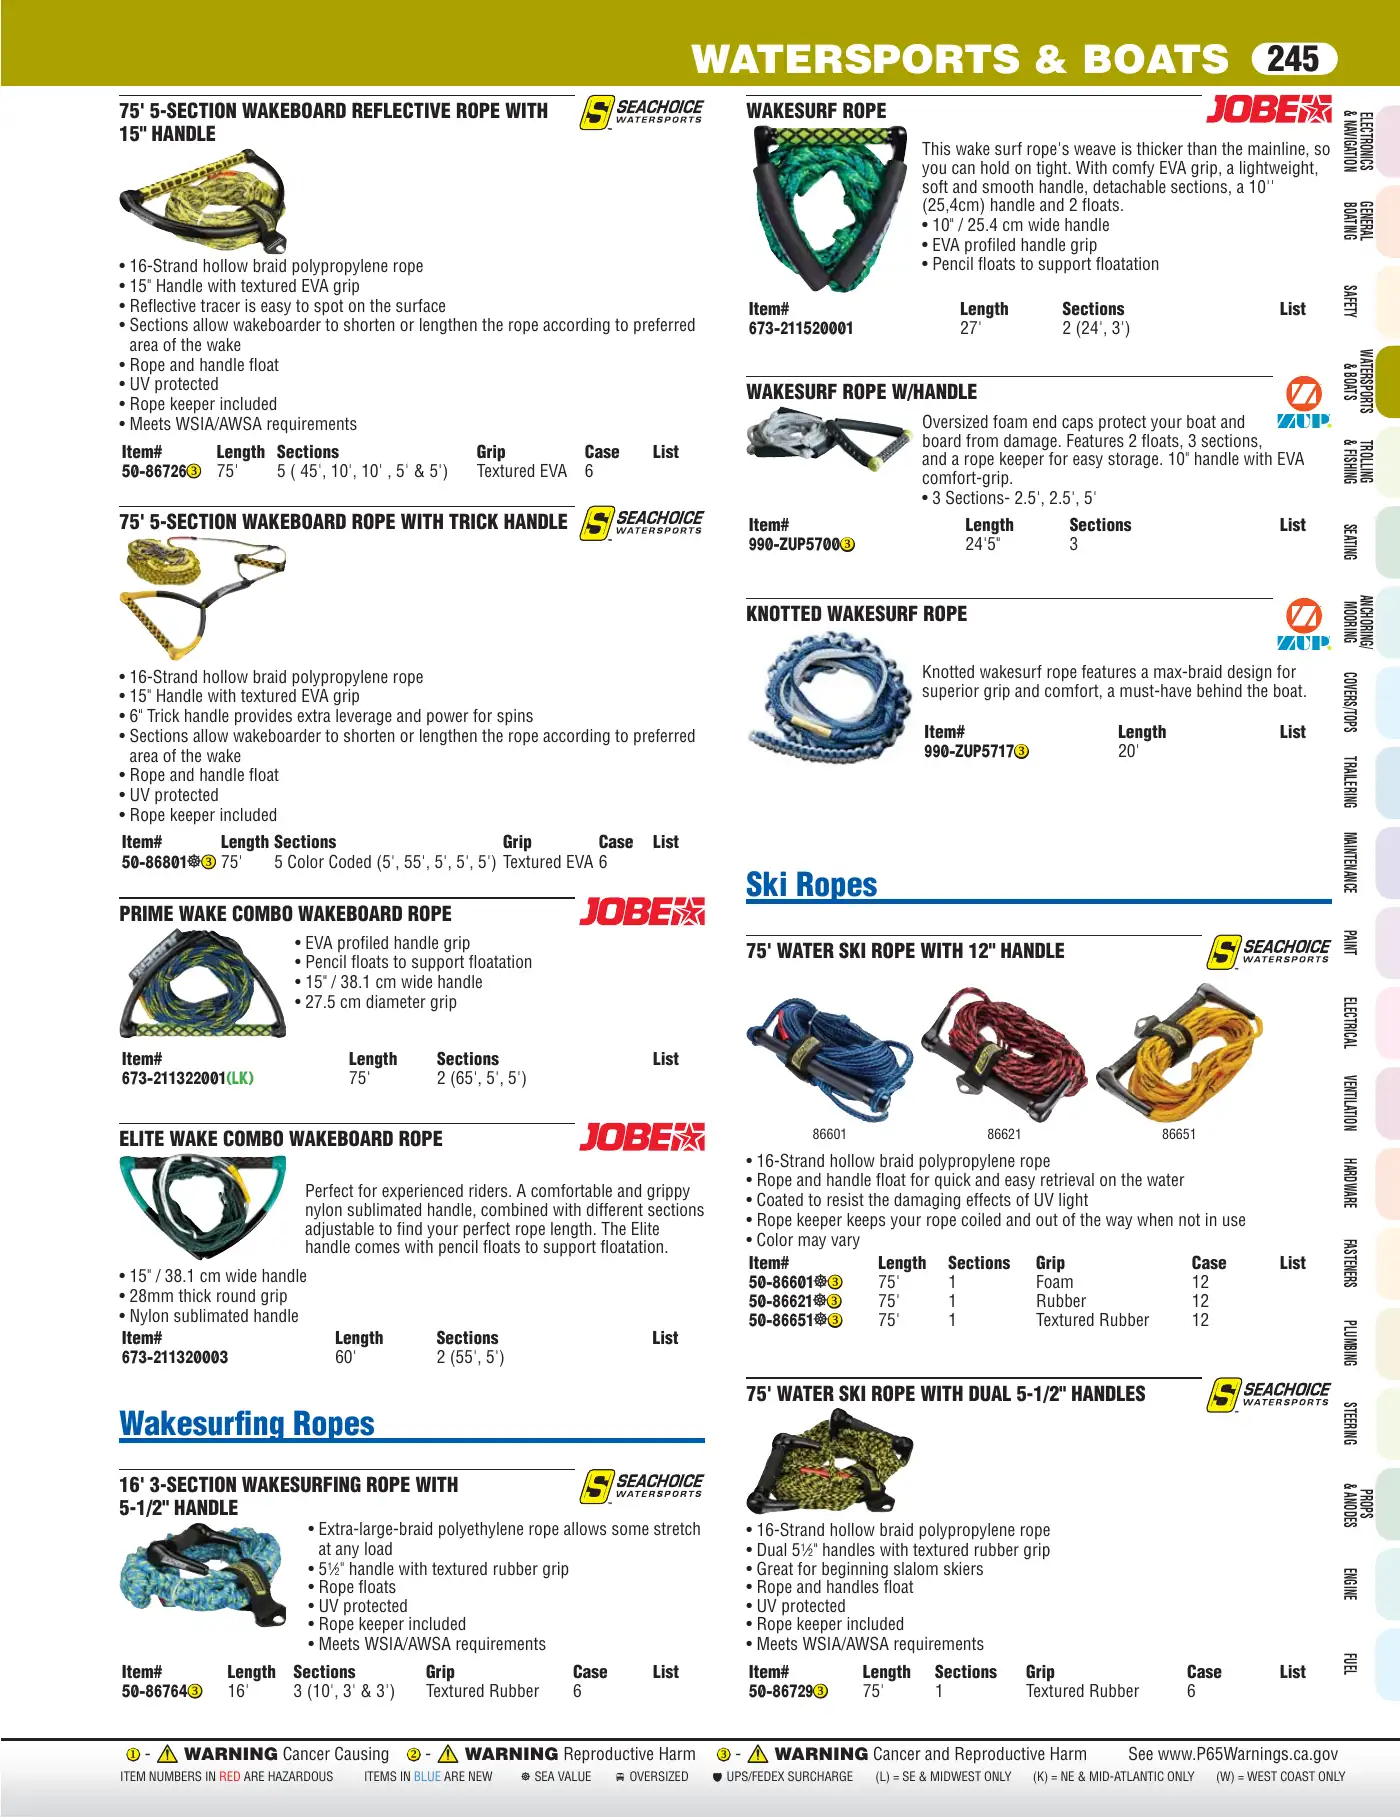 WATERSPORTS & BOATS 245
75' 5-SECTION WAKEBOARD REFLECTIVE ROPE WITH
15" HANDLE
SEACHOICE
WATERSPORTS
• 16-Strand hollow braid polypropylene rope
• 15" Handle with textured EVA grip
• Reflective tracer is easy to spot on the surface
• Sections allow wakeboarder to shorten or lengthen the rope according to preferred
area of the wake
• Rope and handle float
• UV protected
• Rope keeper included
• Meets WSIA/AWSA requirements
Item# Length Sections Grip Case List
50-86726 3 75' 5 ( 45', 10', 10' , 5' & 5') Textured EVA 6
75' 5-SECTION WAKEBOARD ROPE WITH TRICK HANDLE
SEACHOICE
WATERSPORTS
• 16-Strand hollow braid polypropylene rope
• 15" Handle with textured EVA grip
• 6" Trick handle provides extra leverage and power for spins
• Sections allow wakeboarder to shorten or lengthen the rope according to preferred
area of the wake
• Rope and handle float
• UV protected
• Rope keeper included
Item# Length Sections Grip Case List
50-86801 3 75' 5 Color Coded (5', 55', 5', 5', 5') Textured EVA 6
PRIME WAKE COMBO WAKEBOARD ROPE
JOBE
• EVA profiled handle grip
• Pencil floats to support floatation
• 15" / 38.1 cm wide handle
• 27.5 cm diameter grip
Item# Length Sections List
673-211322001(LK) 75' 2 (65', 5', 5')
ELITE WAKE COMBO WAKEBOARD ROPE
JOBE
Perfect for experienced riders. A comfortable and grippy
nylon sublimated handle, combined with different sections
adjustable to find your perfect rope length. The Elite
handle comes with pencil floats to support floatation.
• 15" / 38.1 cm wide handle
• 28mm thick round grip
• Nylon sublimated handle
Item# Length Sections List
673-211320003 60' 2 (55', 5')
Wakesurfing Ropes
16' 3-SECTION WAKESURFING ROPE WITH
5-1/2" HANDLE
SEACHOICE
WATERSPORTS
• Extra-large-braid polyethylene rope allows some stretch
at any load
• 5½" handle with textured rubber grip
• Rope floats
• UV protected
• Rope keeper included
• Meets WSIA/AWSA requirements
Item# Length Sections Grip Case List
50-86764 3 16' 3 (10', 3' & 3') Textured Rubber 6
WAKESURF ROPE
JOBE
This wake surf rope's weave is thicker than the mainline, so
you can hold on tight. With comfy EVA grip, a lightweight,
soft and smooth handle, detachable sections, a 10''
(25,4cm) handle and 2 floats.
• 10" / 25.4 cm wide handle
• EVA profiled handle grip
• Pencil floats to support floatation
Item# Length Sections List
673-211520001 27' 2 (24', 3')
WAKESURF ROPE W/HANDLE
ZUP.
Oversized foam end caps protect your boat and
board from damage. Features 2 floats, 3 sections,
and a rope keeper for easy storage. 10" handle with EVA
comfort-grip.
• 3 Sections- 2.5', 2.5', 5'
Item# Length Sections List
990-ZUP5700 3 24'5" 3
KNOTTED WAKESURF ROPE
ZUP.
Knotted wakesurf rope features a max-braid design for
superior grip and comfort, a must-have behind the boat.
Item# Length List
990-ZUP5717 3 20'
Ski Ropes
75' WATER SKI ROPE WITH 12" HANDLE
SEACHOICE
WATERSPORTS
86601 86621 86651
• 16-Strand hollow braid polypropylene rope
• Rope and handle float for quick and easy retrieval on the water
• Coated to resist the damaging effects of UV light
• Rope keeper keeps your rope coiled and out of the way when not in use
• Color may vary
Item# Length Sections Grip Case List
50-86601 3 75' 1 Foam 12
50-86621 3 75' 1 Rubber 12
50-86651 3 75' 1 Textured Rubber 12
75' WATER SKI ROPE WITH DUAL 5-1/2" HANDLES
SEACHOICE
WATERSPORTS
• 16-Strand hollow braid polypropylene rope
• Dual 5½" handles with textured rubber grip
• Great for beginning slalom skiers
• Rope and handles float
• UV protected
• Rope keeper included
• Meets WSIA/AWSA requirements
Item# Length Sections Grip Case List
50-86729 3 75' 1 Textured Rubber 6
ELECTRONICS
& NAVIGATION
GENERAL
BOATING
SAFETY
WATERSPORTS
& BOATS
TROLLING
& FISHING
SEATING
ANCHORING/
MOORING
COVERS/TOPS
TRAILERING
MAINTENANCE
PAINT
ELECTRICAL
VENTILATION
HARDWARE
FASTENERS
PLUMBING
STEERING
PROPS
& ANODES
ENGINE
FUEL
1 - WARNING Cancer Causing 2 - WARNING Reproductive Harm 3 - WARNING Cancer and Reproductive Harm See www.P65Warnings.ca.gov
ITEM NUMBERS IN RED ARE HAZARDOUS ITEMS IN BLUE ARE NEW SEA VALUE OVERSIZED UPS/FEDEX SURCHARGE (L) = SE & MIDWEST ONLY (K) = NE & MID-ATLANTIC ONLY (W) = WEST COAST ONLY